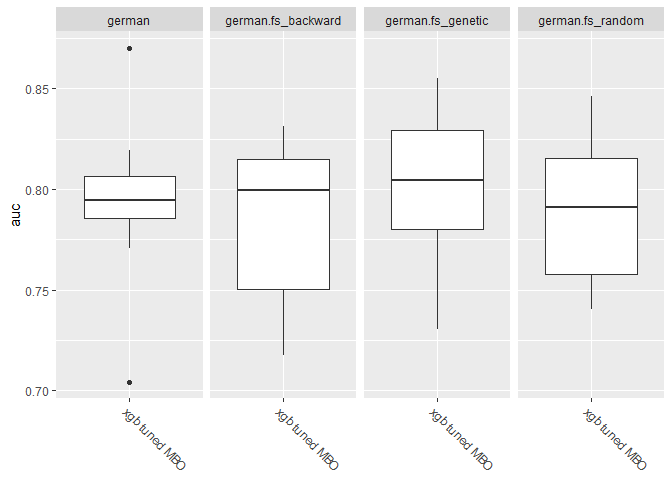 german
german.fs_backward
german.fs_genetic
german.fs_random
auc
0.85
0.80
0.75
0.70
xgb tuned MBO
xgb tuned MBO
xgb tuned MBO
xgb tuned MBO